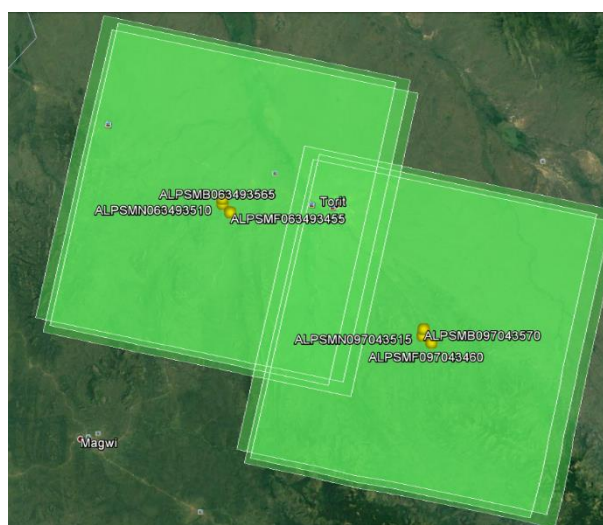 ALPSMB063493565
ALPSMN063493510
ALPSMF063493455
Torit
ALPSMN097043515
ALPSMB097043570
ALPSMF097043460
Magwi